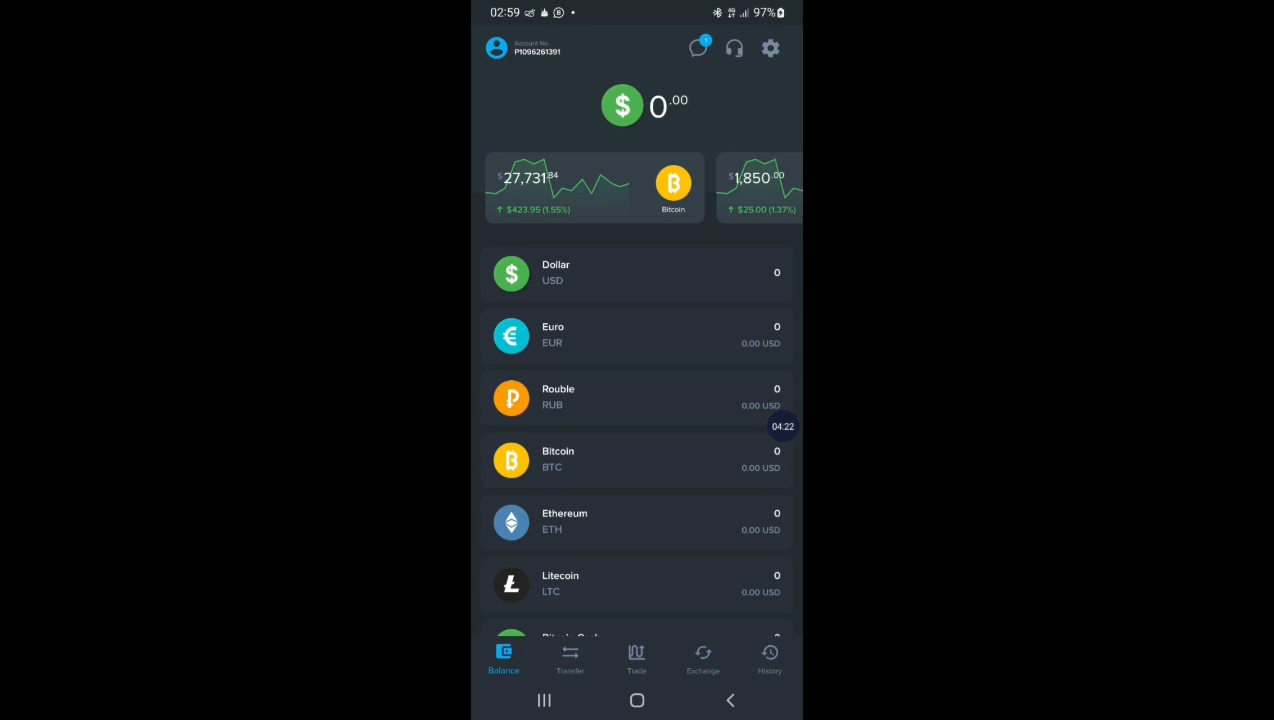 02:59
97%
Account No.
P1096261391
1
$ 0.00
$27,731.84
↑ $423.95 (1.55%)
Bitcoin
$1,850.00
↑ $25.00 (1.37%)
Dollar
USD
0
Euro
EUR
0
0.00 USD
Rouble
RUB
0
0.00 USD
04:22
Bitcoin
BTC
0
0.00 USD
Ethereum
ETH
0
0.00 USD
Litecoin
LTC
0
0.00 USD
Balance
Transfer
Trade
Exchange
History